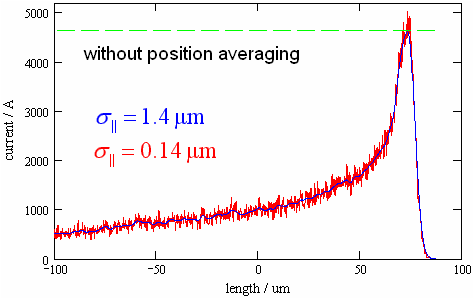 5000
4000
3000
2000
1000
0
current / A
without position averaging
σ∥ = 1.4 μm
σ∥ = 0.14 μm
−100 −50 0 50 100
length / um